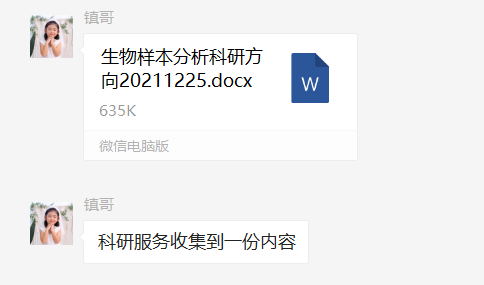 镇哥
生物样本分析科研方
向20211225.docx
W
635K
微信电脑版
镇哥
科研服务收集到一份内容